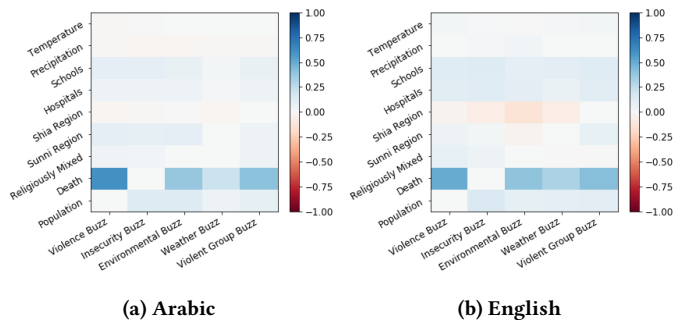 Temperature
Precipitation
Schools
Hospitals
Shia Region
Sunni Region
Religiously Mixed
Death
Population
Violence Buzz
Insecurity Buzz
Environmental Buzz
Weather Buzz
Violent Group Buzz
1.00
0.75
0.50
0.25
0.00
−0.25
−0.50
−0.75
−1.00
(a) Arabic
Temperature
Precipitation
Schools
Hospitals
Shia Region
Sunni Region
Religiously Mixed
Death
Population
Violence Buzz
Insecurity Buzz
Environmental Buzz
Weather Buzz
Violent Group Buzz
1.00
0.75
0.50
0.25
0.00
−0.25
−0.50
−0.75
−1.00
(b) English